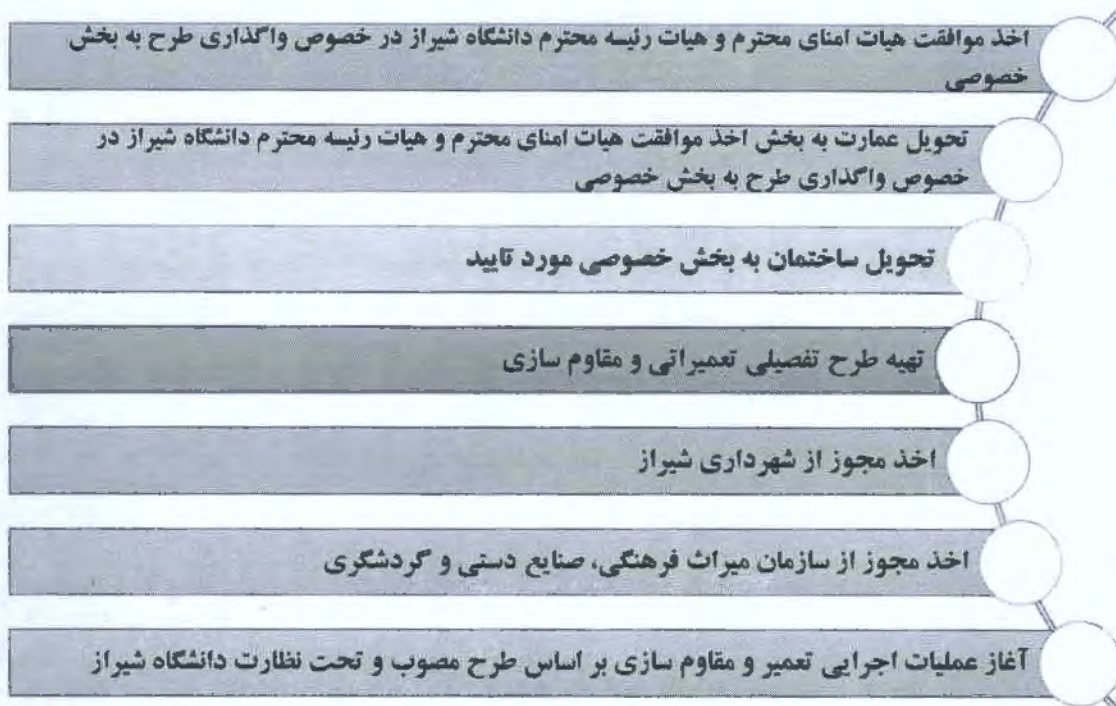 اخذ موافقت هیات امنای محترم و هیات رئیسه محترم دانشگاه شیراز در خصوص واگذاری طرح به بخش
خصوصی
تحویل عمارت به بخش اخذ موافقت هیات امنای محترم و هیات رئیسه محترم دانشگاه شیراز در
خصوص واگذاری طرح به بخش خصوصی
تحویل ساختمان به بخش خصوصی مورد تایید
تهیه طرح تفصیلی تعمیراتی و مقاوم سازی
اخذ مجوز از شهرداری شیراز
اخذ مجوز از سازمان میراث فرهنگی، صنایع دستی و گردشگری
آغاز عملیات اجرایی تعمیر و مقاوم سازی بر اساس طرح مصوب و تحت نظارت دانشگاه شیراز